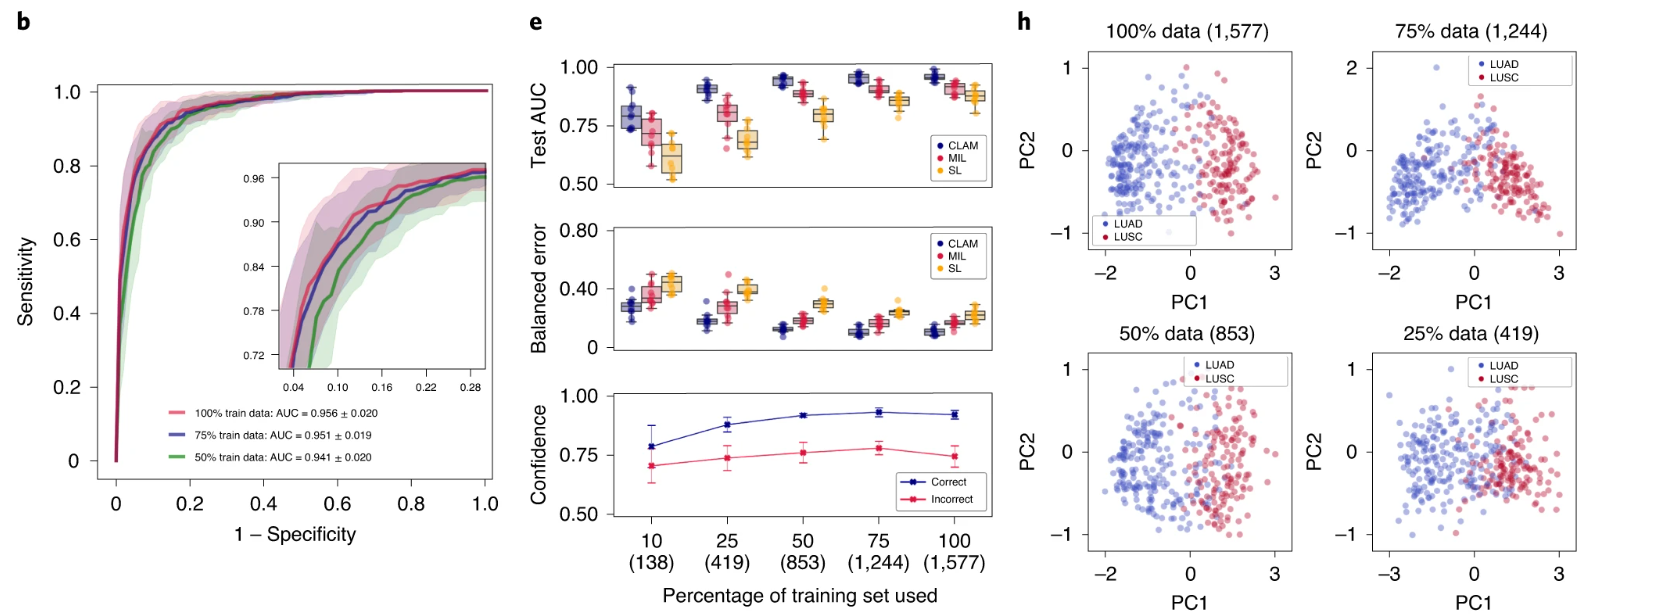 b
1.0
0.8
0.6
0.4
0.2
0
Sensitivity
0.96
0.90
0.84
0.78
0.72
0.04 0.10 0.16 0.22 0.28
100% train data: AUC = 0.956 ± 0.020
75% train data: AUC = 0.951 ± 0.019
50% train data: AUC = 0.941 ± 0.020
0 0.2 0.4 0.6 0.8 1.0
1 – Specificity
e
1.00
0.75
0.50
Test AUC
CLAM
MIL
SL
0.80
0.40
0
Balanced error
CLAM
MIL
SL
1.00
0.75
0.50
Confidence
Correct
Incorrect
10 25 50 75 100
(138) (419) (853) (1,244) (1,577)
Percentage of training set used
h
100% data (1,577)
1
0
–1
PC2
LUAD
LUSC
–2 0 3
PC1
75% data (1,244)
2
0
–1
PC2
LUAD
LUSC
–2 0 3
PC1
50% data (853)
1
0
–1
PC2
LUAD
LUSC
–2 0 3
PC1
25% data (419)
1
0
–1
PC2
LUAD
LUSC
–3 0 3
PC1